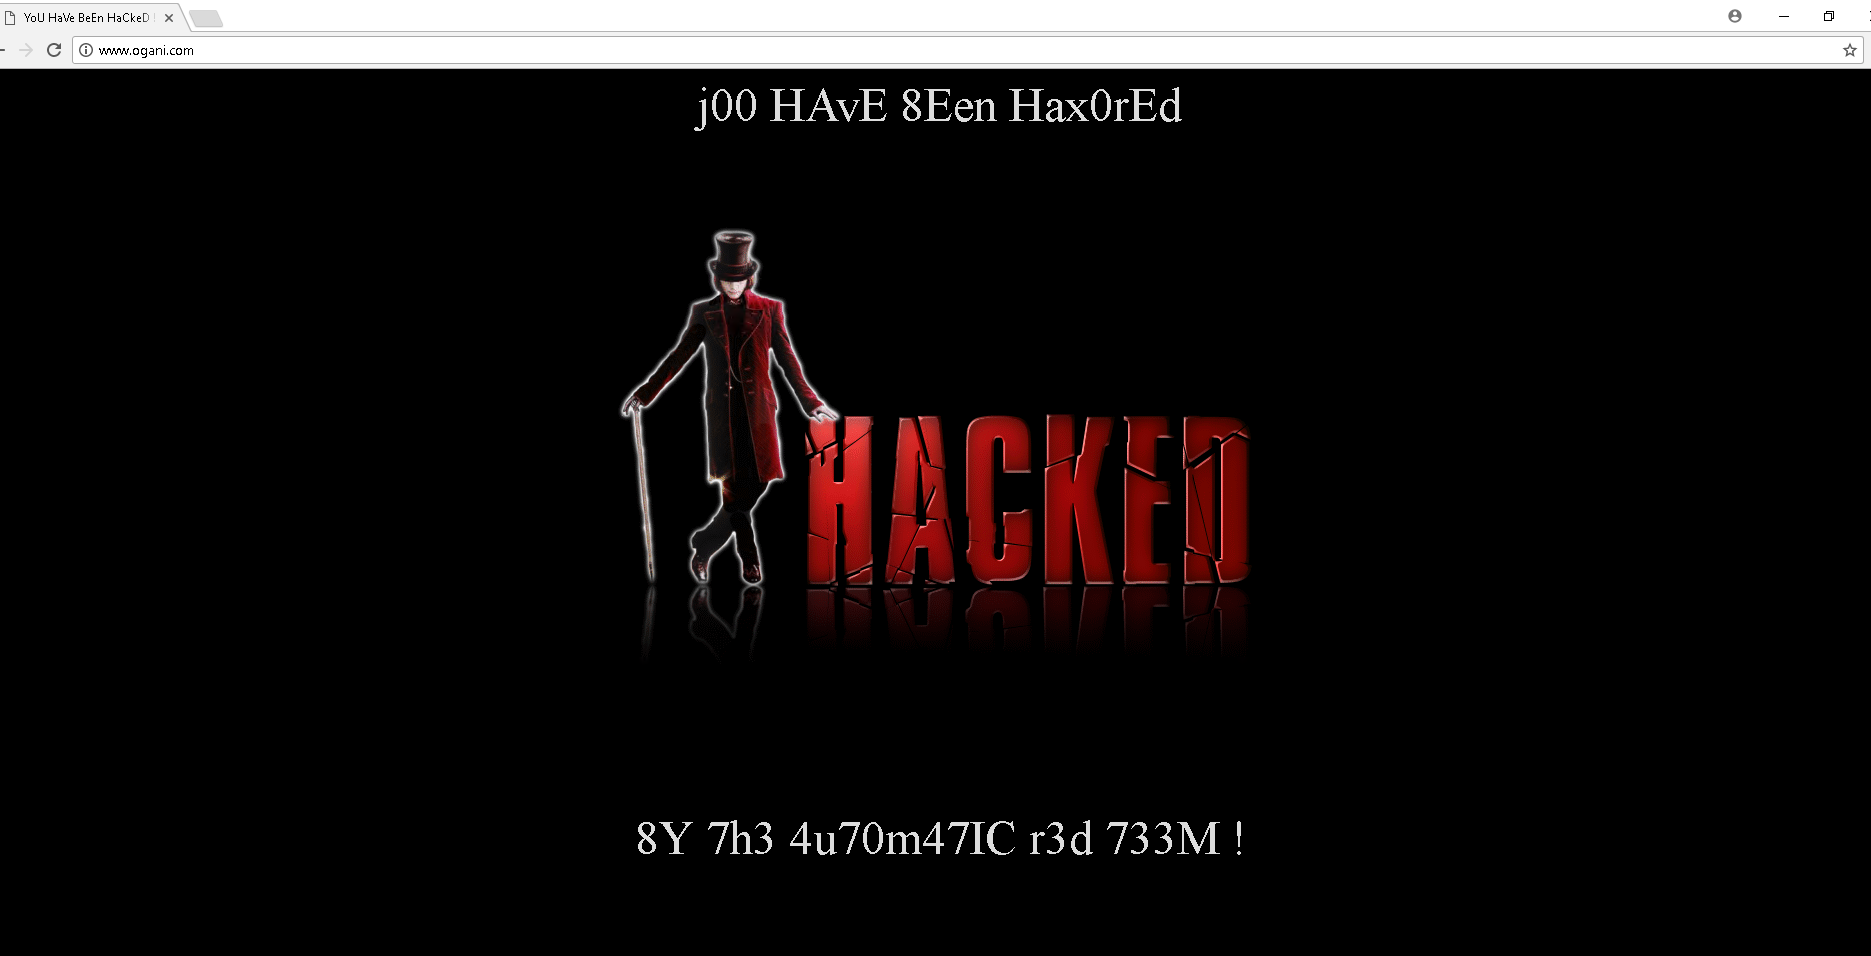 YoU HaVe BeEn HaCkeD
www.ogani.com
j00 HAvE 8Een Hax0rEd
HACKED
8Y 7h3 4u70m47IC r3d 733M !